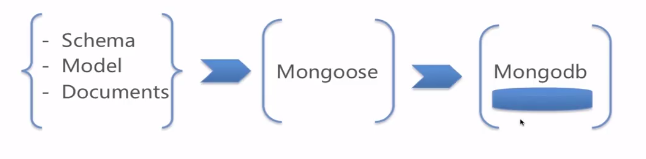 - Schema
- Model
- Documents
Mongoose
Mongodb